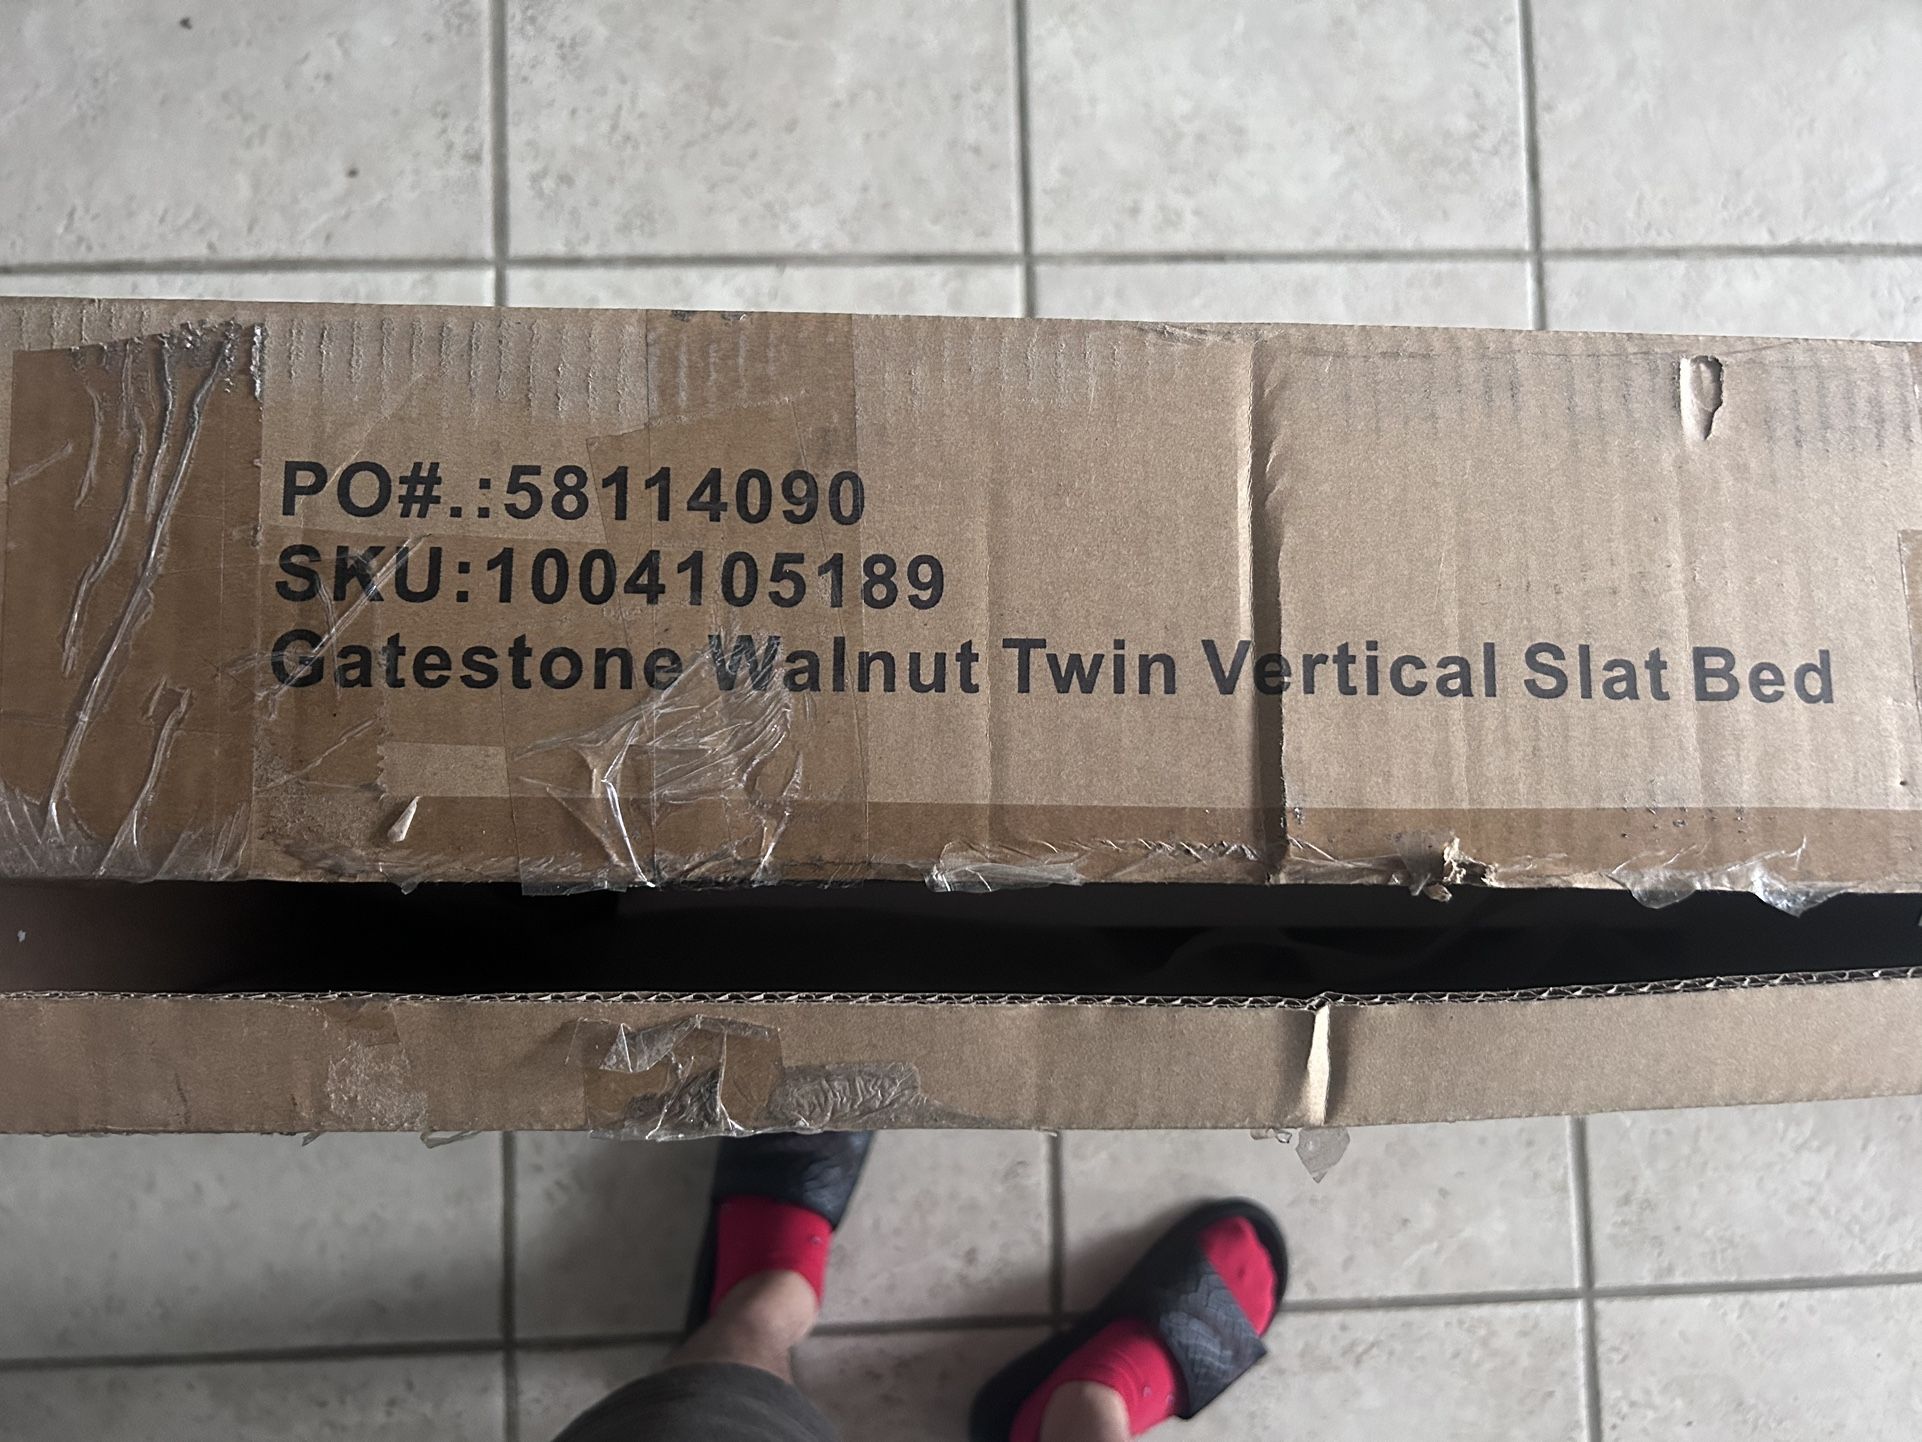 PO#.:58114090
SKU:1004105189
Gatestone Walnut Twin Vertical Slat Bed